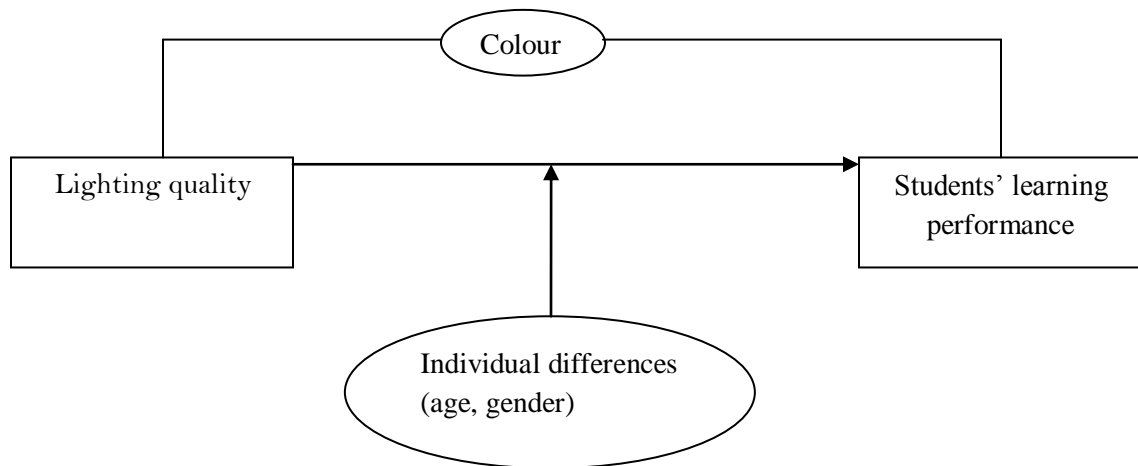 Colour
Lighting quality
Students’ learning
performance
Individual differences
(age, gender)